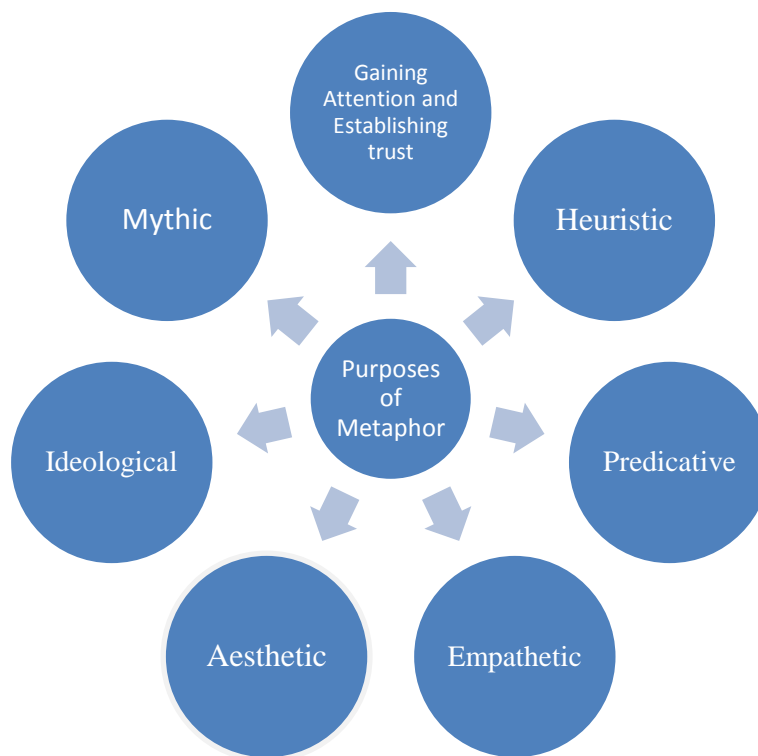 Gaining
Attention and
Establishing
trust
Heuristic
Predicative
Empathetic
Aesthetic
Ideological
Mythic
Purposes
of
Metaphor